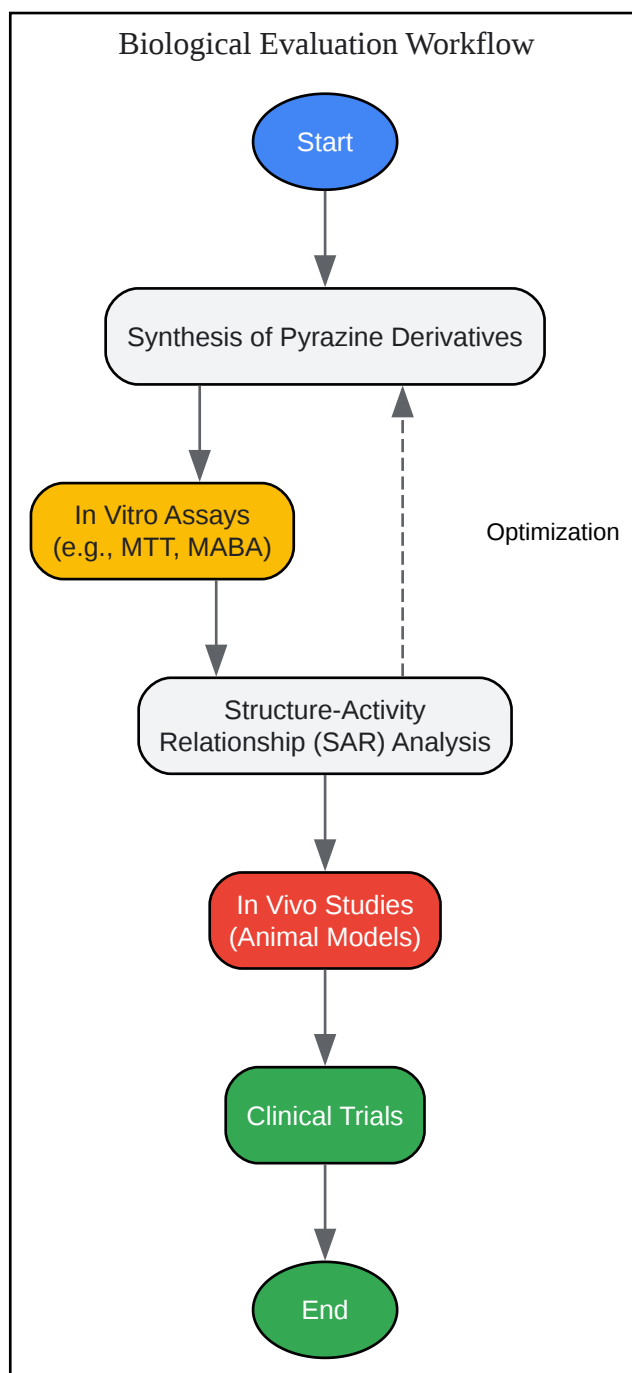 Biological Evaluation Workflow
Start
Synthesis of Pyrazine Derivatives
In Vitro Assays
(e.g., MTT, MABA)
Optimization
Structure-Activity
Relationship (SAR) Analysis
In Vivo Studies
(Animal Models)
Clinical Trials
End